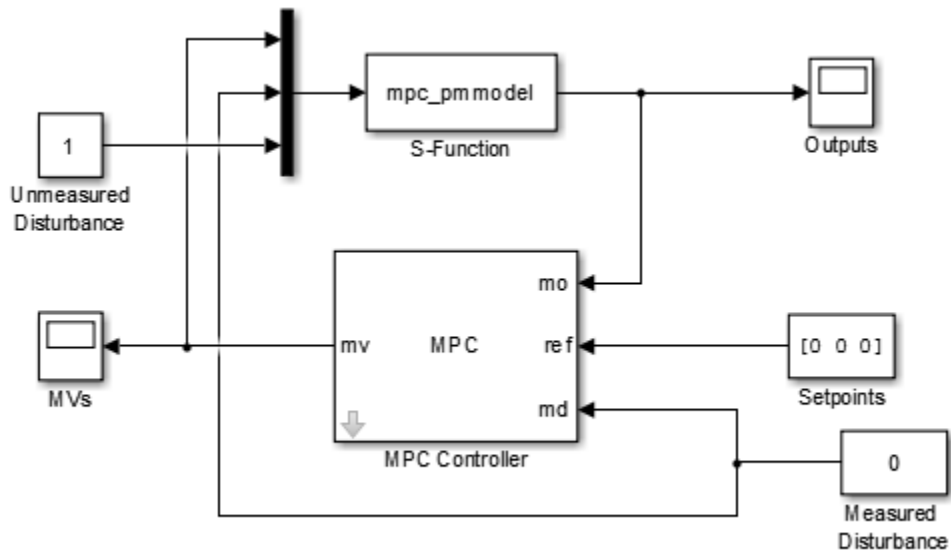 mpc_pmmodel
S-Function
Outputs
1
Unmeasured
Disturbance
mo
mv
MPC
ref
md
MVs
MPC Controller
[0 0 0]
Setpoints
0
Measured
Disturbance